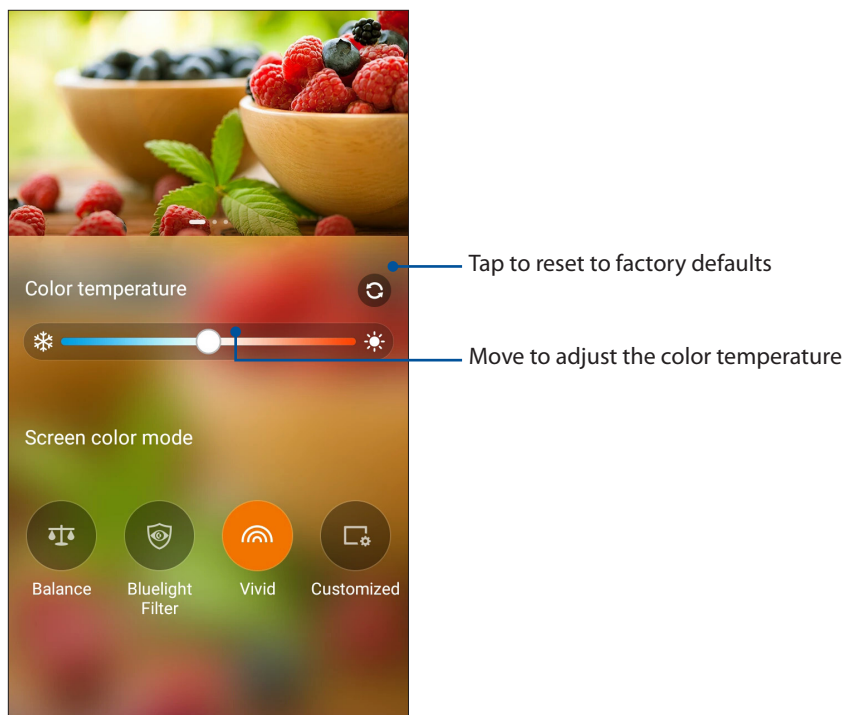 Color temperature
Tap to reset to factory defaults
Move to adjust the color temperature
Screen color mode
Balance
Bluelight
Filter
Vivid
Customized